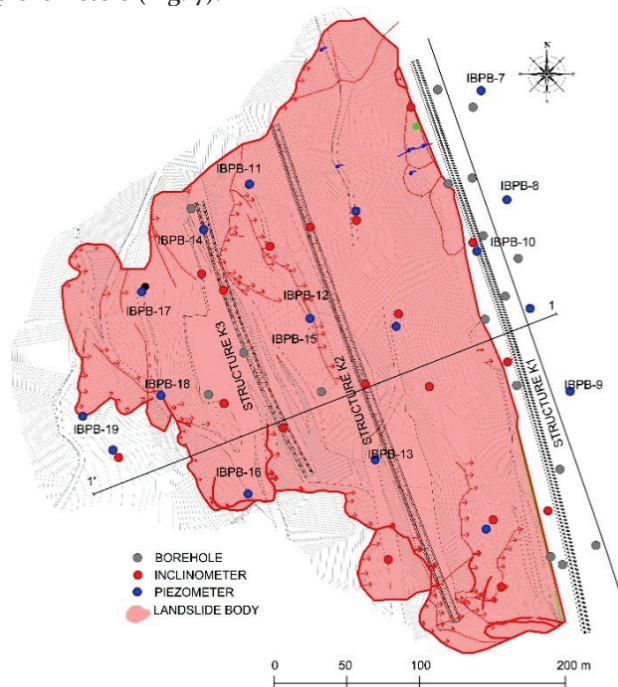 N
IBPB-7
IBPB-11
IBPB-8
IBPB-14
IBPB-10
IBPB-17
IBPB-12
IBPB-15
1
STRUCTURE K3
STRUCTURE K2
STRUCTURE K1
IBPB-18
IBPB-9
IBPB-19
IBPB-13
1'
IBPB-16
BOREHOLE
INCLINOMETER
PIEZOMETER
LANDSLIDE BODY
0 50 100 200 m